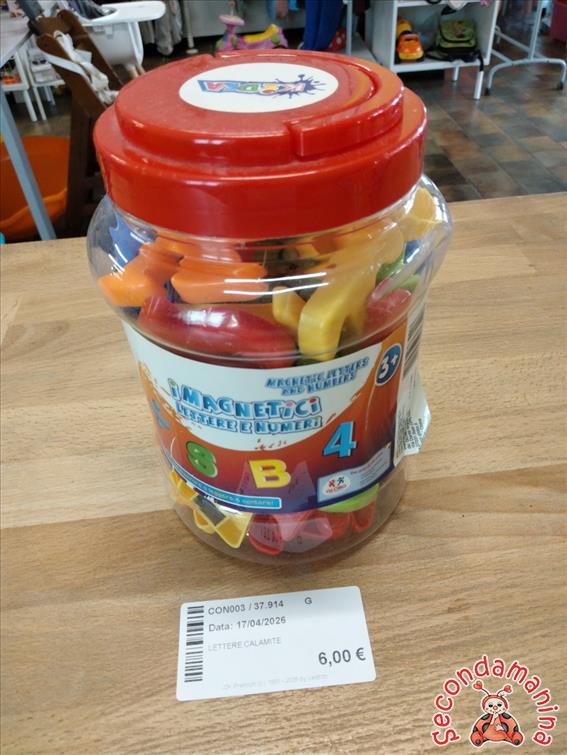 KIDZA
MAGNETIC LETTERS
AND NUMBERS
3+
I MAGNETICI
LETTERE E NUMERI
8 B 4
CON003 / 37.914 G
Data: 17/04/2026
LETTERE CALAMITE
6,00 €
Secondamanina